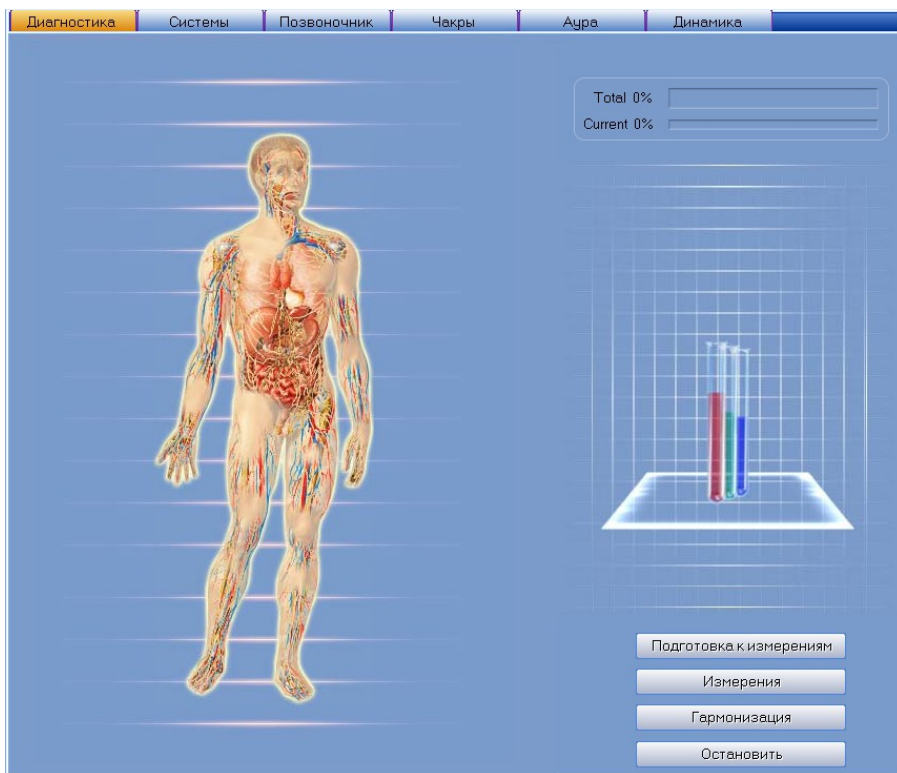 Диагностика Системы Позвоночник Чакры Аура Динамика
Total 0%
Current 0%
Подготовка к измерениям
Измерения
Гармонизация
Остановить